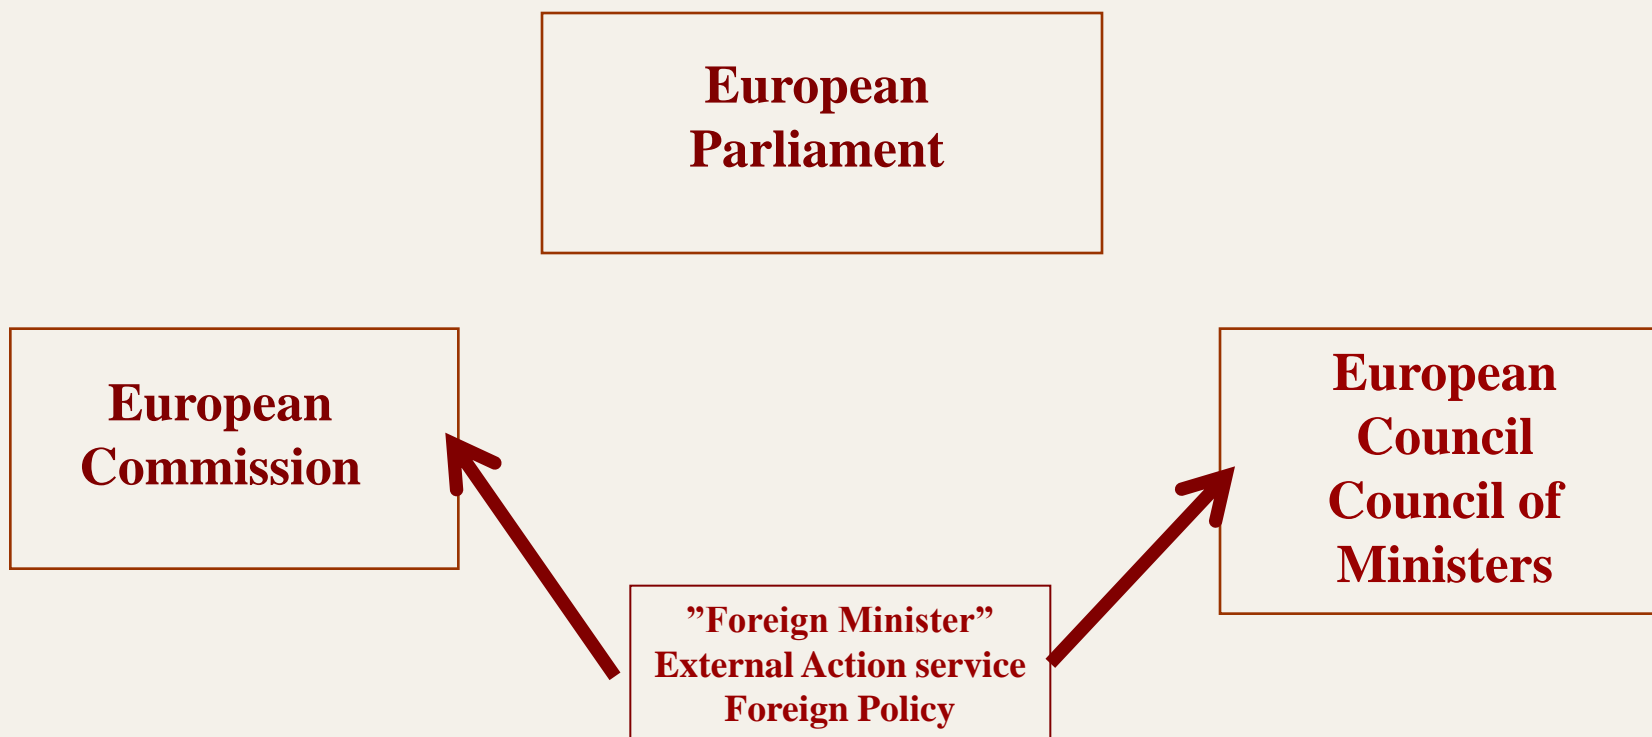 European
Parliament
European
Commission
European
Council
Council of
Ministers
”Foreign Minister”
External Action service
Foreign Policy